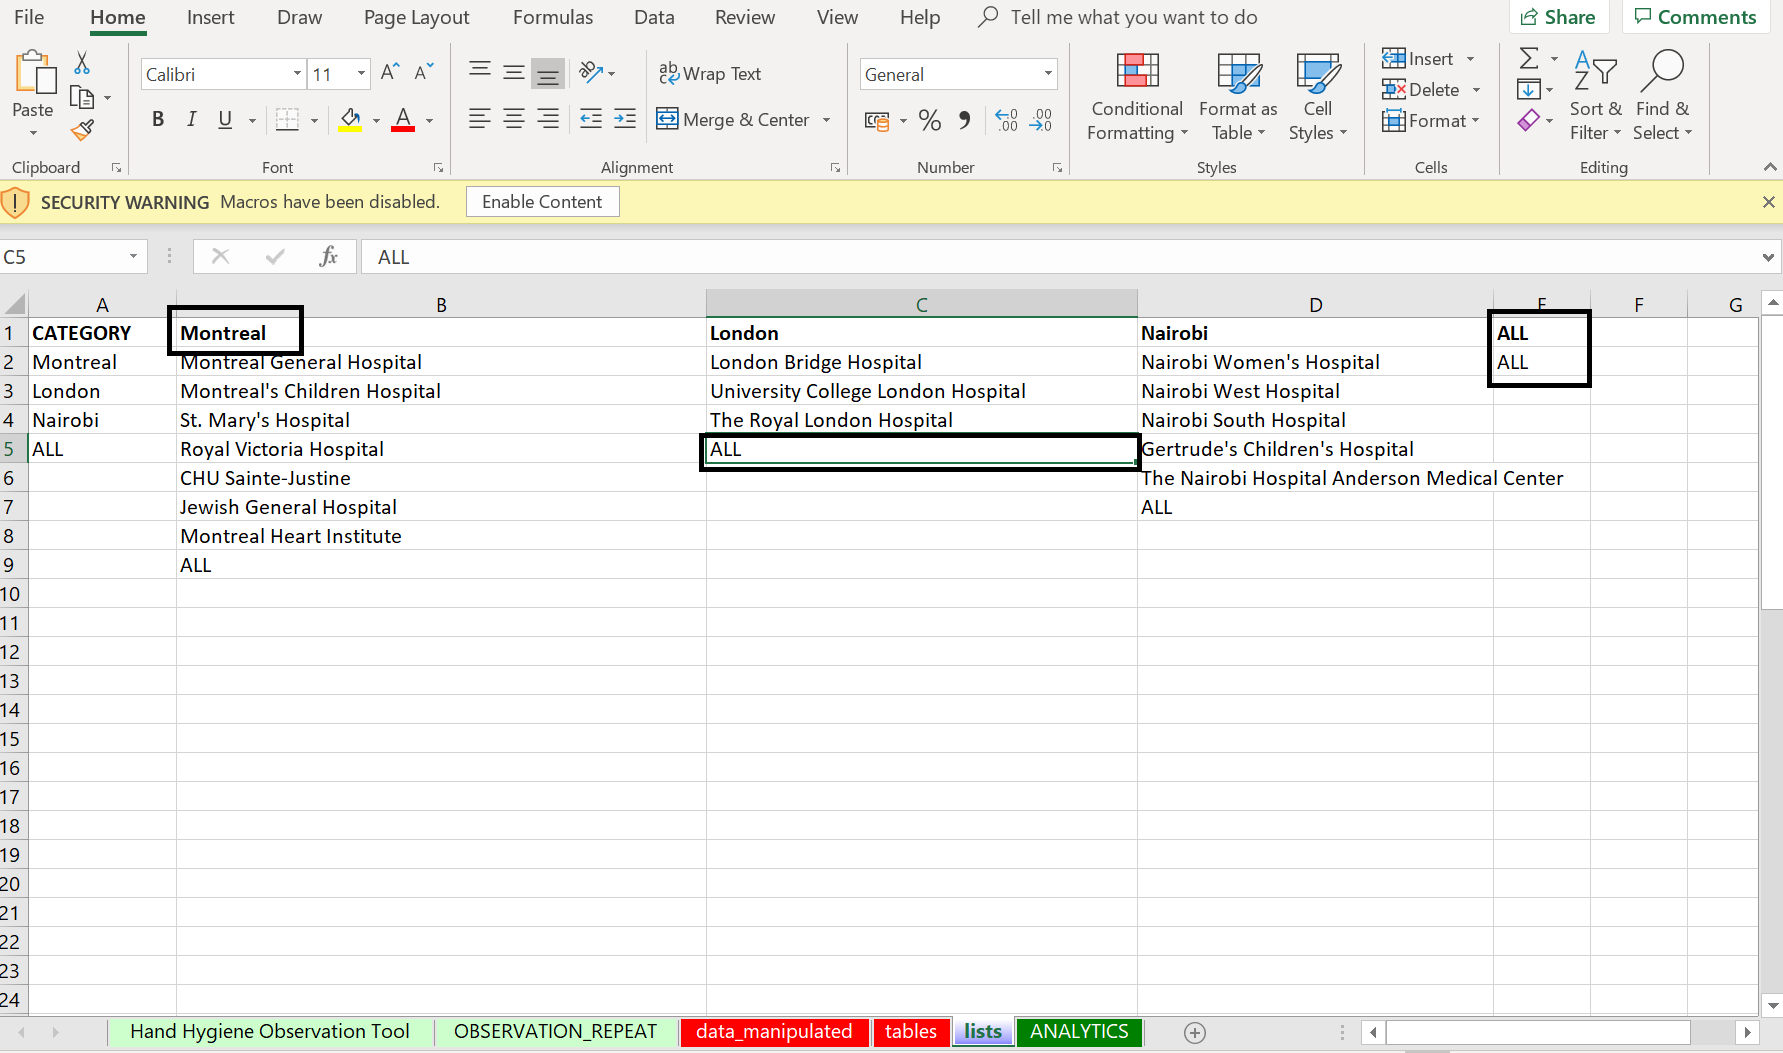 File Home Insert Draw Page Layout Formulas Data Review View Help Tell me what you want to do Share Comments
Paste Calibri 11 Wrap Text General Conditional Formatting Format as Table Cell Styles Insert Sort & Filter Find & Select
B I U A Merge & Center % Delete
Format
Clipboard Font Alignment Number Styles Cells Editing
SECURITY WARNING Macros have been disabled. Enable Content
C5 fx ALL
A B C D E F G
1 CATEGORY Montreal London Nairobi ALL
2 Montreal Montreal General Hospital London Bridge Hospital Nairobi Women's Hospital ALL
3 London Montreal's Children Hospital University College London Hospital Nairobi West Hospital
4 Nairobi St. Mary's Hospital The Royal London Hospital Nairobi South Hospital
5 ALL Royal Victoria Hospital ALL Gertrude's Children's Hospital
6 CHU Sainte-Justine The Nairobi Hospital Anderson Medical Center
7 Jewish General Hospital ALL
8 Montreal Heart Institute
9 ALL
10
11
12
13
14
15
16
17
18
19
20
21
22
23
24
Hand Hygiene Observation Tool OBSERVATION_REPEAT data_manipulated tables lists ANALYTICS